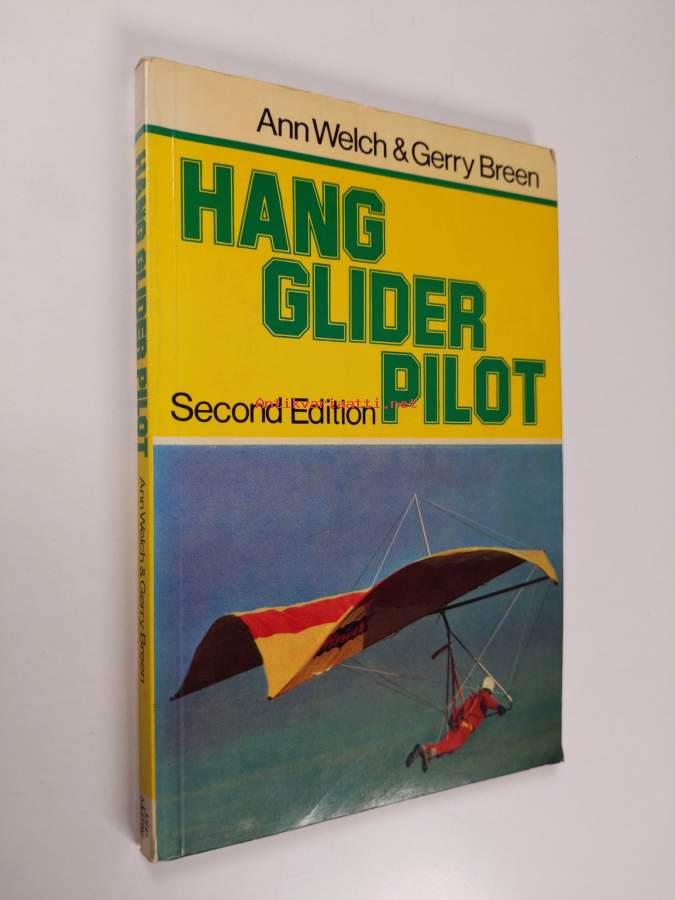 Ann Welch & Gerry Breen
HANG
GLIDER
PILOT
Second Edition
Antikvariaatti.net
HANG GLIDER PILOT
Ann Welch & Gerry Breen